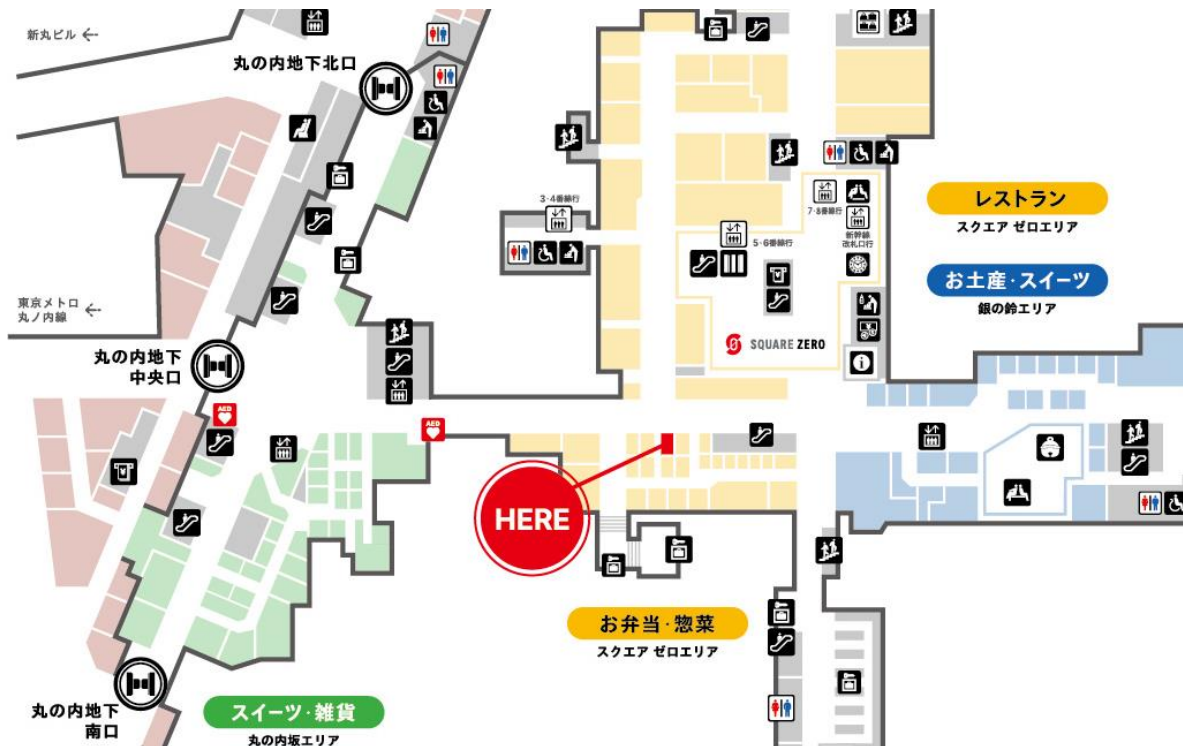 新丸ビル
丸の内地下北口
3・4番線行
7・8番線行
5・6番線行
新幹線
改札口行
レストラン
スクエア ゼロエリア
お土産・スイーツ
銀の鈴エリア
東京メトロ
丸ノ内線
丸の内地下
中央口
SQUARE ZERO
AED
AED
HERE
お弁当・惣菜
スクエア ゼロエリア
丸の内地下
南口
スイーツ・雑貨
丸の内坂エリア